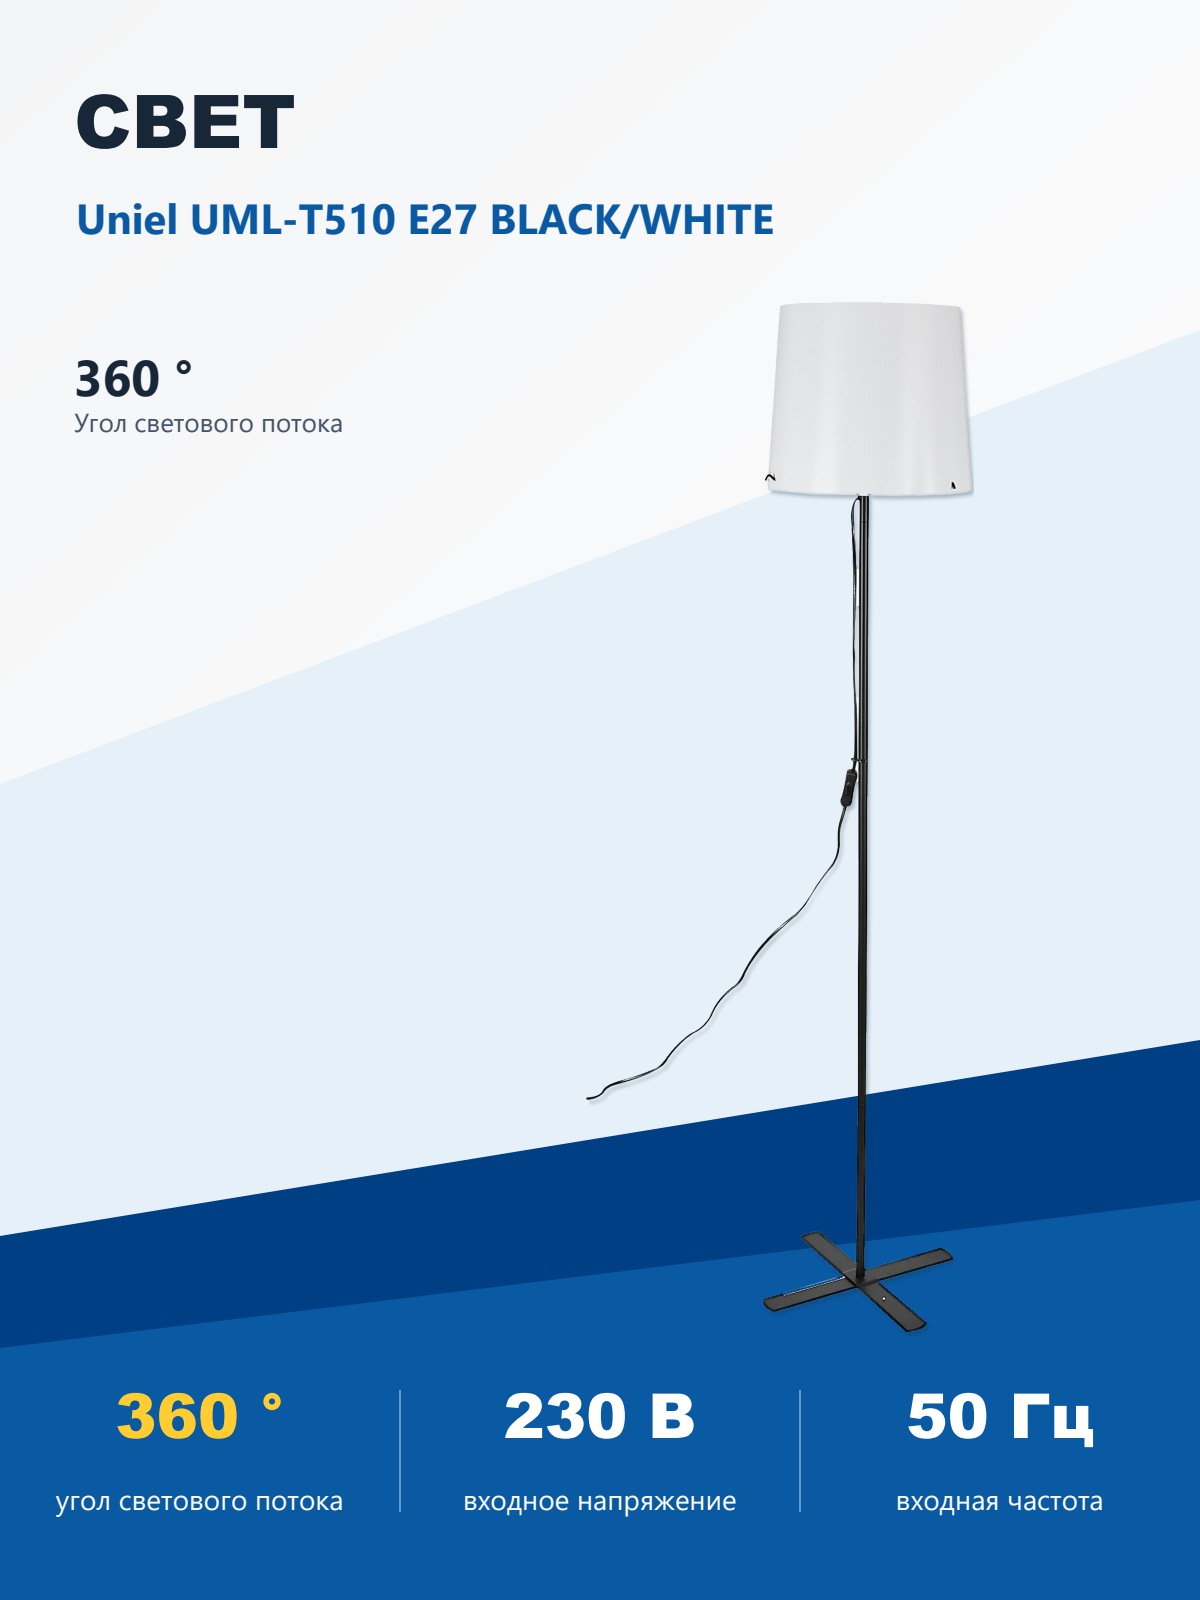 СВЕТ
Uniel UML-T510 E27 BLACK/WHITE
360 °
Угол светового потока
360 °
угол светового потока
230 В
входное напряжение
50 Гц
входная частота